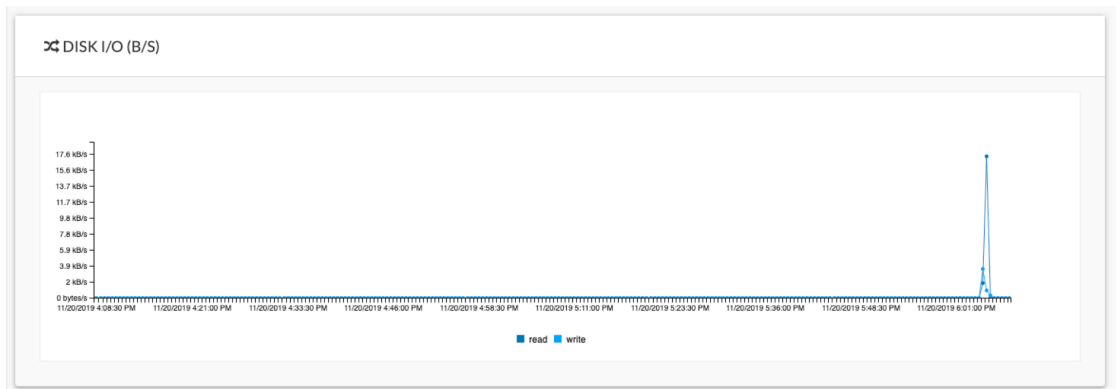 DISK I/O (B/S)
17.6 kB/s
15.6 kB/s
13.7 kB/s
11.7 kB/s
9.8 kB/s
7.8 kB/s
5.9 kB/s
3.9 kB/s
2 kB/s
0 bytes/s
11/20/2019 4:08:30 PM 11/20/2019 4:21:00 PM 11/20/2019 4:33:30 PM 11/20/2019 4:46:00 PM 11/20/2019 4:58:30 PM 11/20/2019 5:11:00 PM 11/20/2019 5:23:30 PM 11/20/2019 5:36:00 PM 11/20/2019 5:48:30 PM 11/20/2019 6:01:00 PM
read write